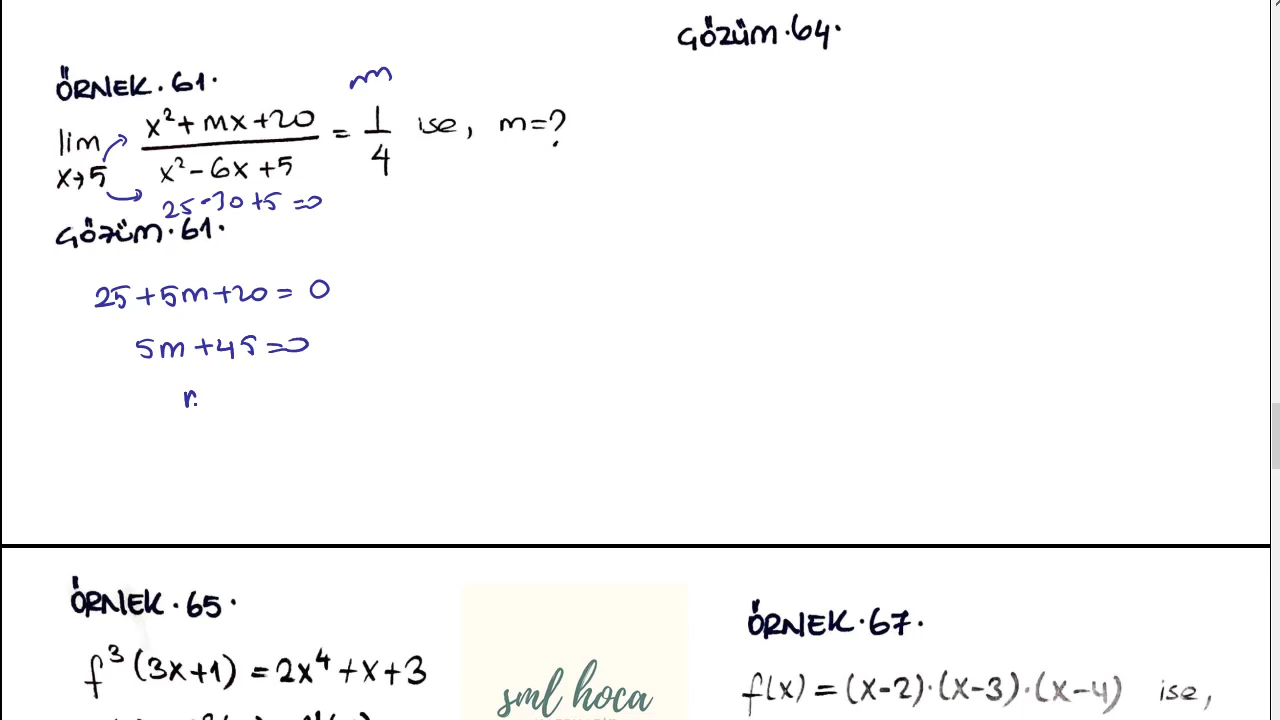 ÖRNEK.61.
m
lim x→5 x²+mx+20 / x²-6x+5 = 1/4 ise, m=?
25-30+5=0
ÇÖZÜM.61.
25+5m+20=0
5m+45=0
ÇÖZÜM.64.
ÖRNEK.65.
f³(3x+1)=2x⁴+x+3
sml hoca
ÖRNEK.67.
f(x)=(x-2)·(x-3)·(x-4) ise,